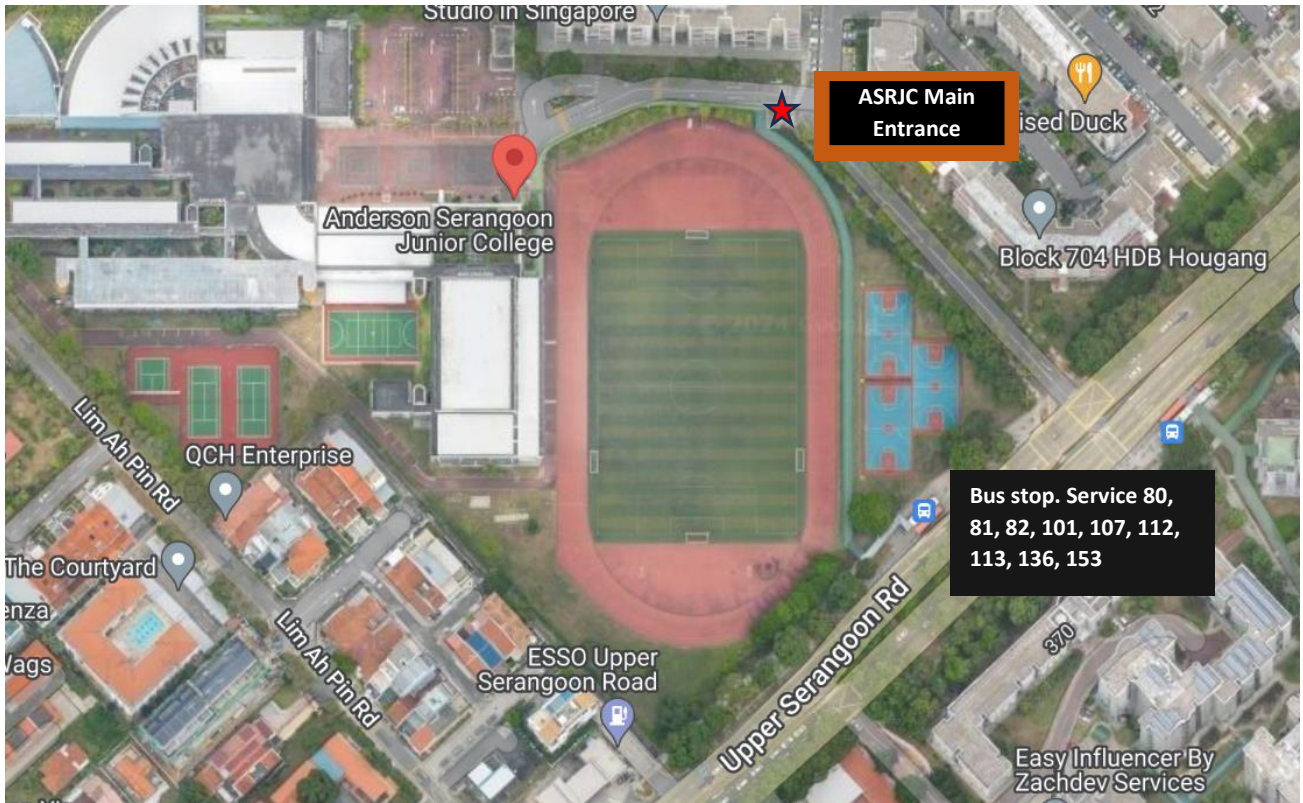 Studio in Singapore
ASRJC Main
Entrance
ised Duck
Anderson Serangoon
Junior College
Block 704 HDB Hougang
Lim Ah Pin Rd
QCH Enterprise
Bus stop. Service 80,
81, 82, 101, 107, 112,
113, 136, 153
The Courtyard
enza
Lim Ah Pin Rd
ESSO Upper
Serangoon Road
Upper Serangoon Rd
370
Easy Influencer By
Zachdev Services